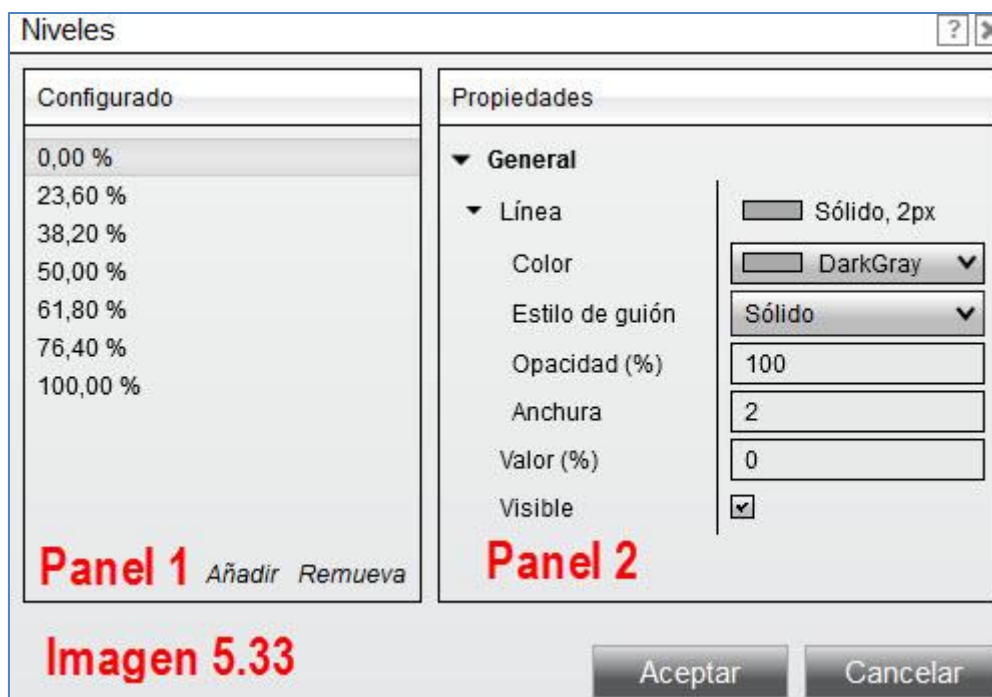 Niveles
?
Configurado
0,00 %
23,60 %
38,20 %
50,00 %
61,80 %
76,40 %
100,00 %
Panel 1 Añadir Remueva
Propiedades
General
Línea Sólido, 2px
Color DarkGray
Estilo de guión Sólido
Opacidad (%) 100
Anchura 2
Valor (%) 0
Visible
Panel 2
Imagen 5.33
Aceptar Cancelar